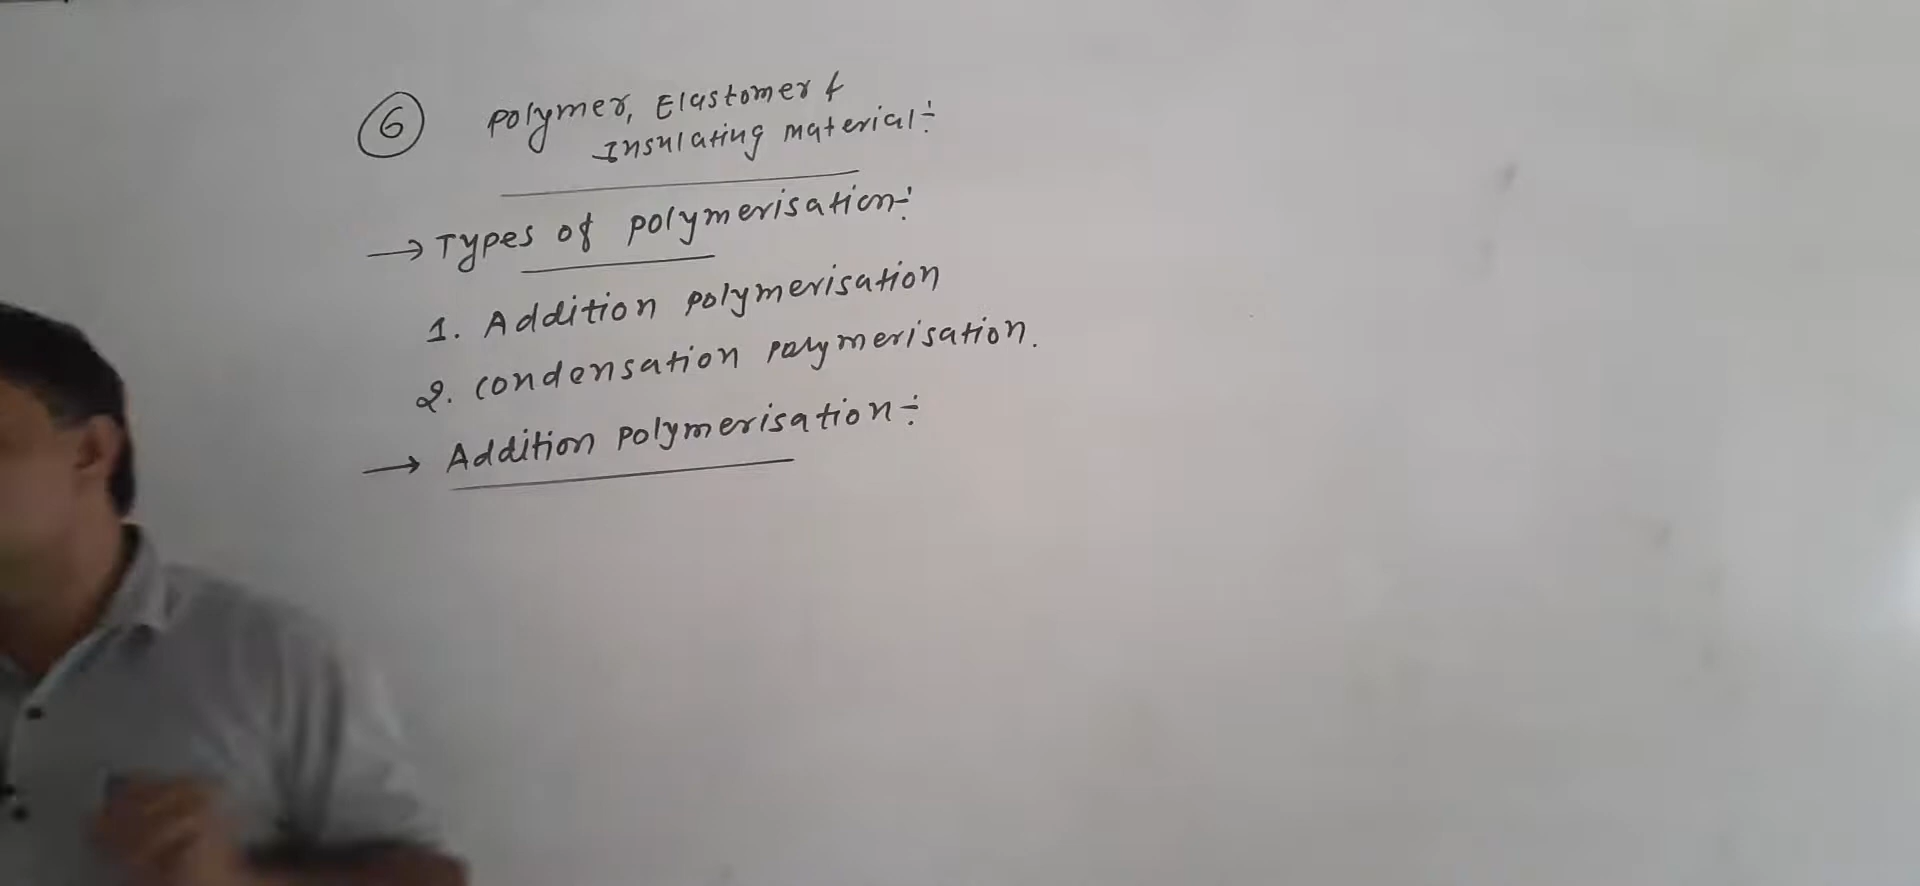 6 Polymer, Elastomer &
Insulating material:-
→ Types of polymerisation:-
1. Addition polymerisation
2. condensation polymerisation.
→ Addition polymerisation:-